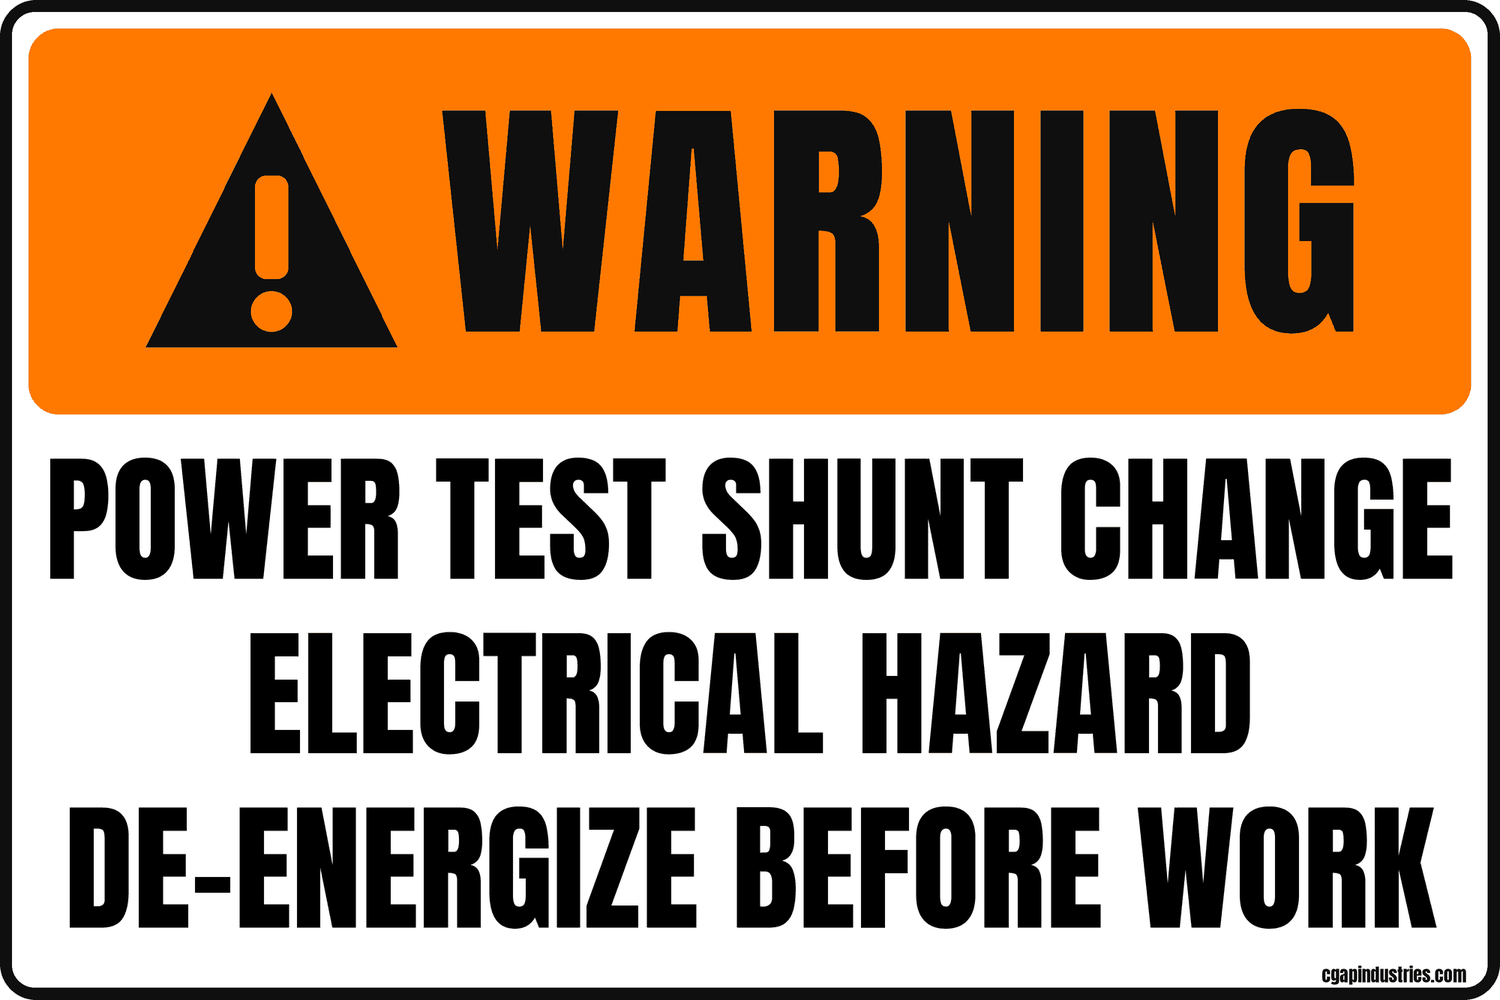 WARNING
POWER TEST SHUNT CHANGE
ELECTRICAL HAZARD
DE-ENERGIZE BEFORE WORK
cgapindustries.com